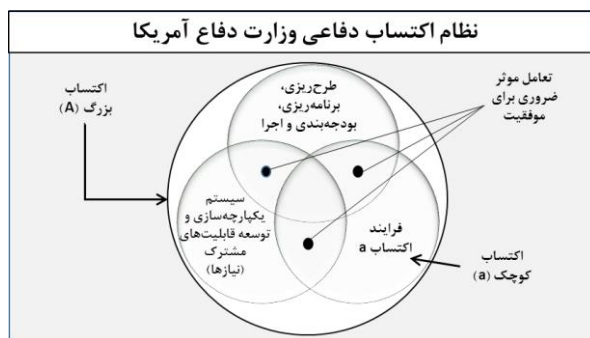 نظام اکتساب دفاعی وزارت دفاع آمریکا
اکتساب
بزرگ (A)
طرح‌ریزی،
برنامه‌ریزی،
بودجه‌بندی و اجرا
تعامل موثر
ضروری برای
موفقیت
سیستم
یکپارچه‌سازی و
توسعه قابلیت‌های
مشترک
(نیازها)
فرایند
اکتساب a
اکتساب
کوچک (a)